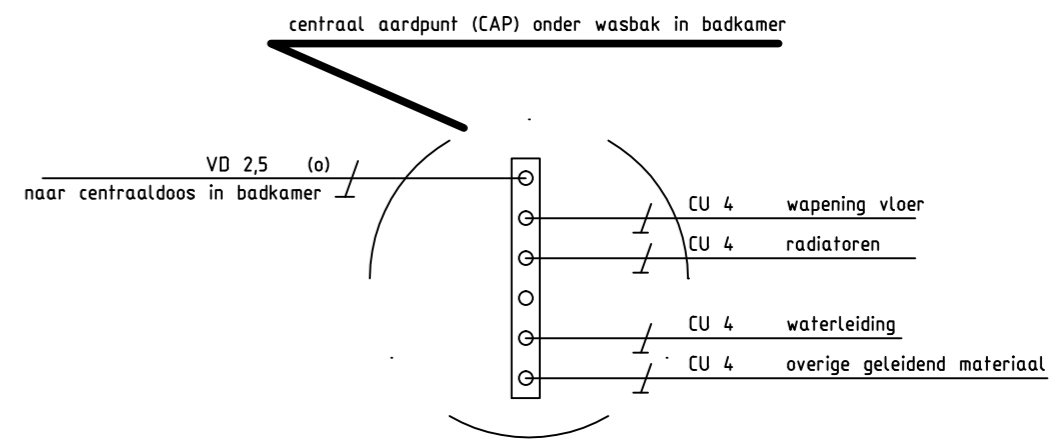 centraal aardpunt (CAP) onder wasbak in badkamer
VD 2,5 (o)
naar centraaldoos in badkamer
CU 4 wapening vloer
CU 4 radiatoren
CU 4 waterleiding
CU 4 overige geleidend materiaal